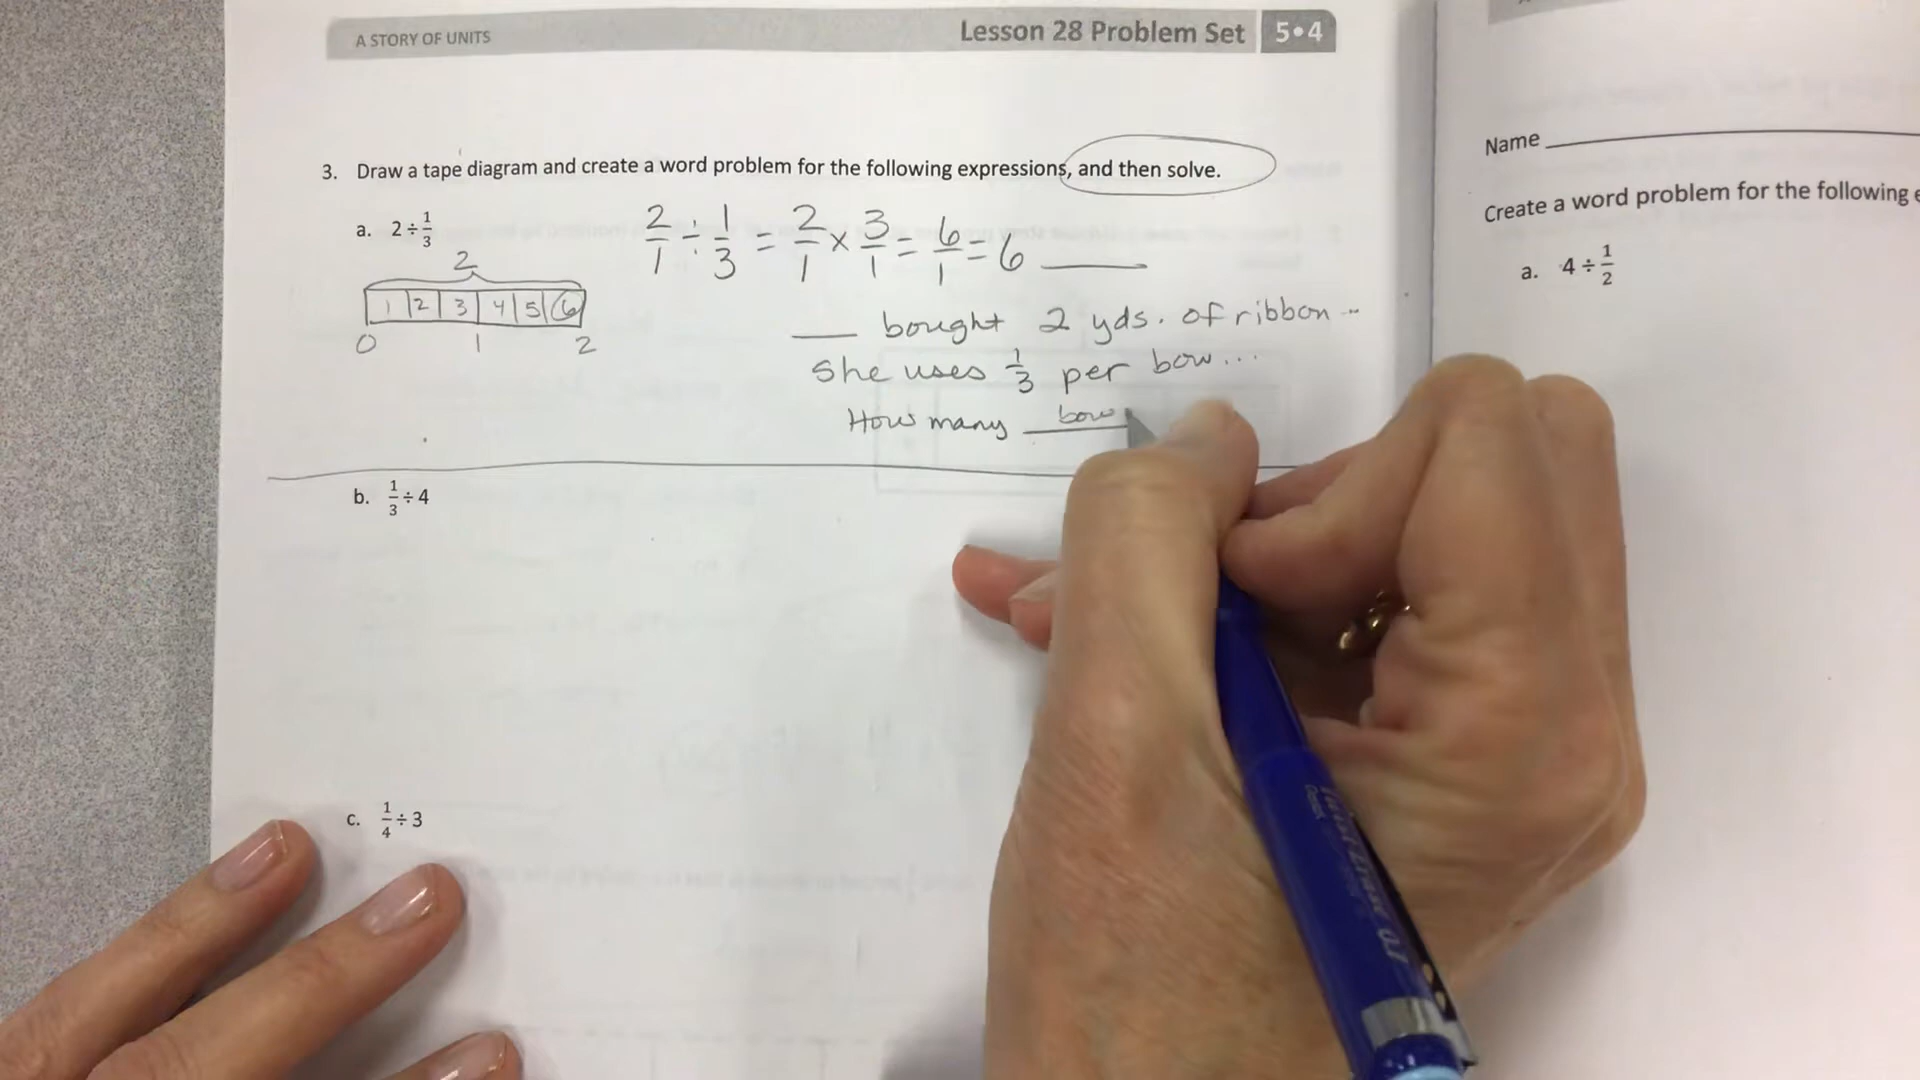 A STORY OF UNITS
Lesson 28 Problem Set 5•4
3. Draw a tape diagram and create a word problem for the following expressions, and then solve.
a. 2 ÷ 1/3
2/1 ÷ 1/3 = 2/1 × 3/1 = 6/1 = 6 ____
2
1 2 3 4 5 6
0 1 2
____ bought 2 yds. of ribbon ...
She uses 1/3 per bow...
How many bow
b. 1/3 ÷ 4
c. 1/4 ÷ 3
Name
Create a word problem for the following
a. 4 ÷ 1/2